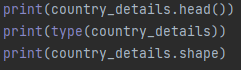 print(country_details.head())
print(type(country_details))
print(country_details.shape)